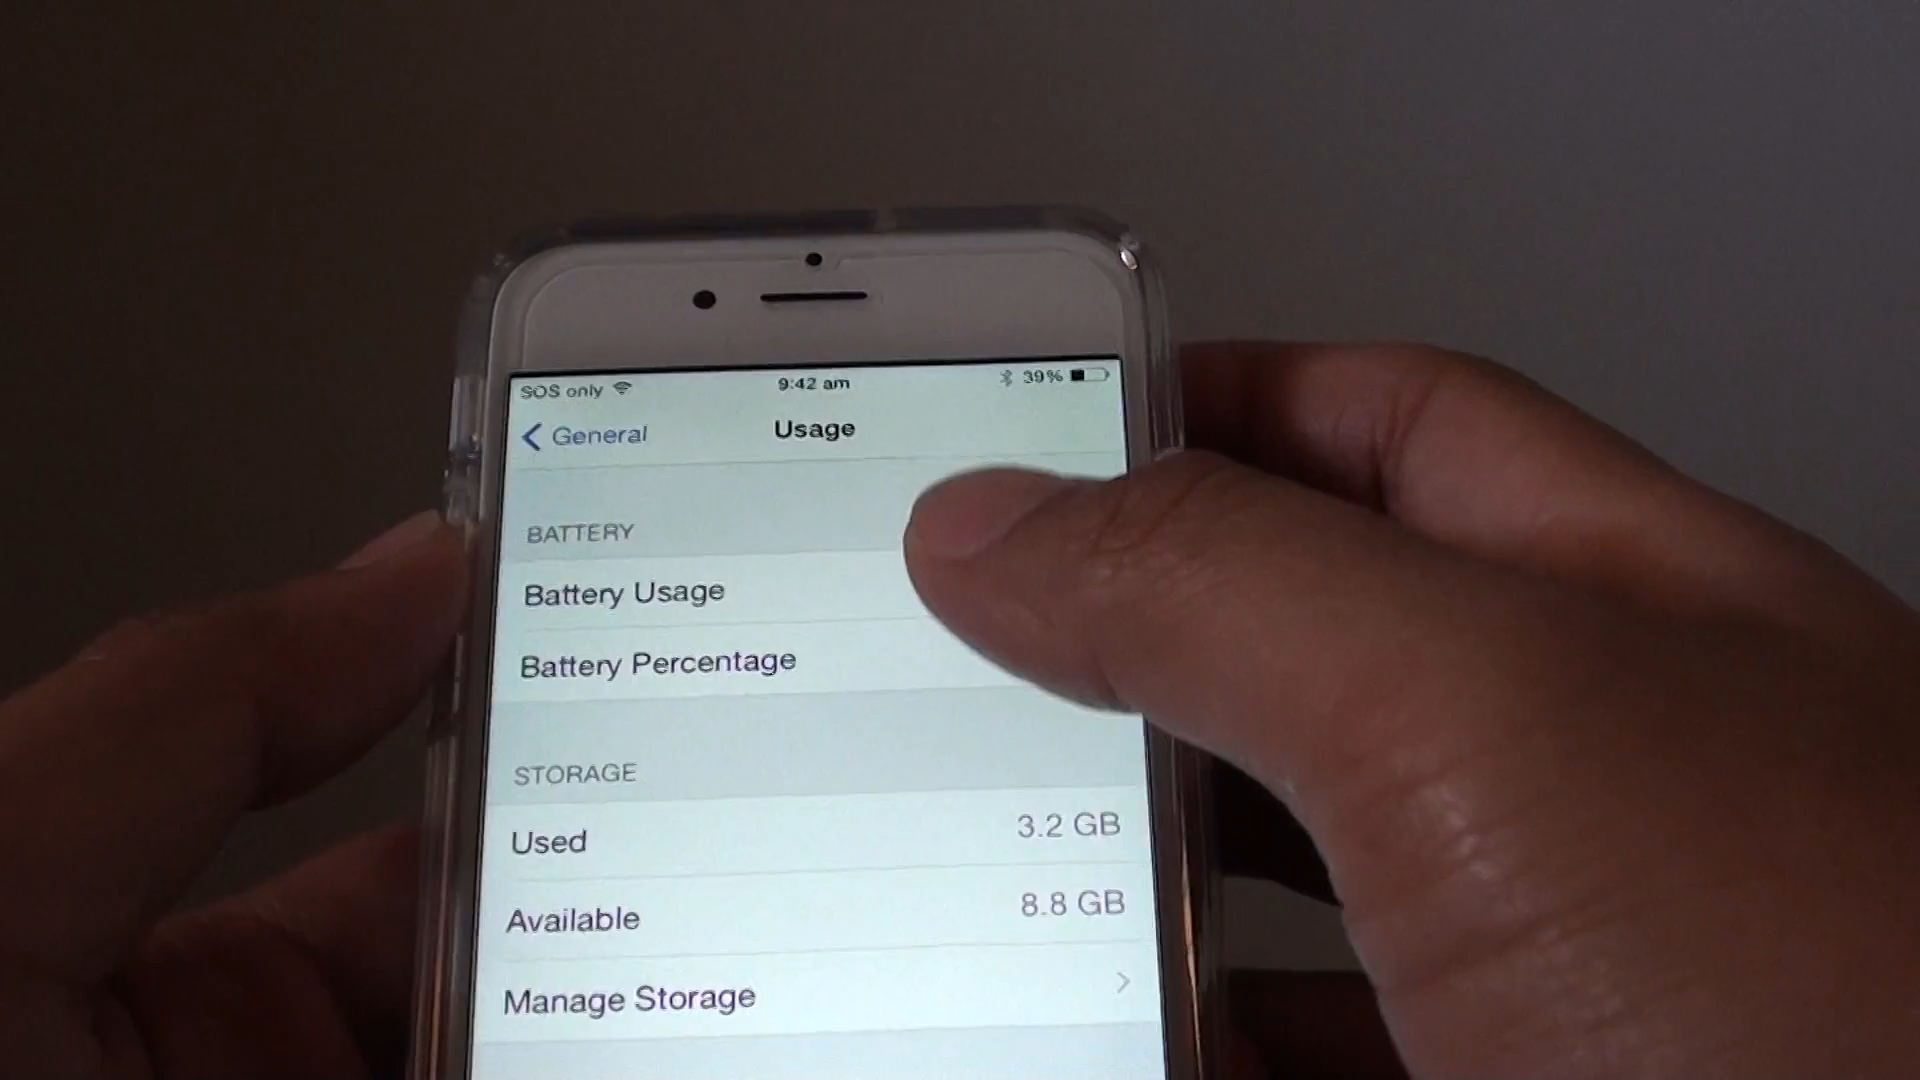 SOS only 9:42 am 39%
General Usage
BATTERY
Battery Usage
Battery Percentage
STORAGE
Used 3.2 GB
Available 8.8 GB
Manage Storage